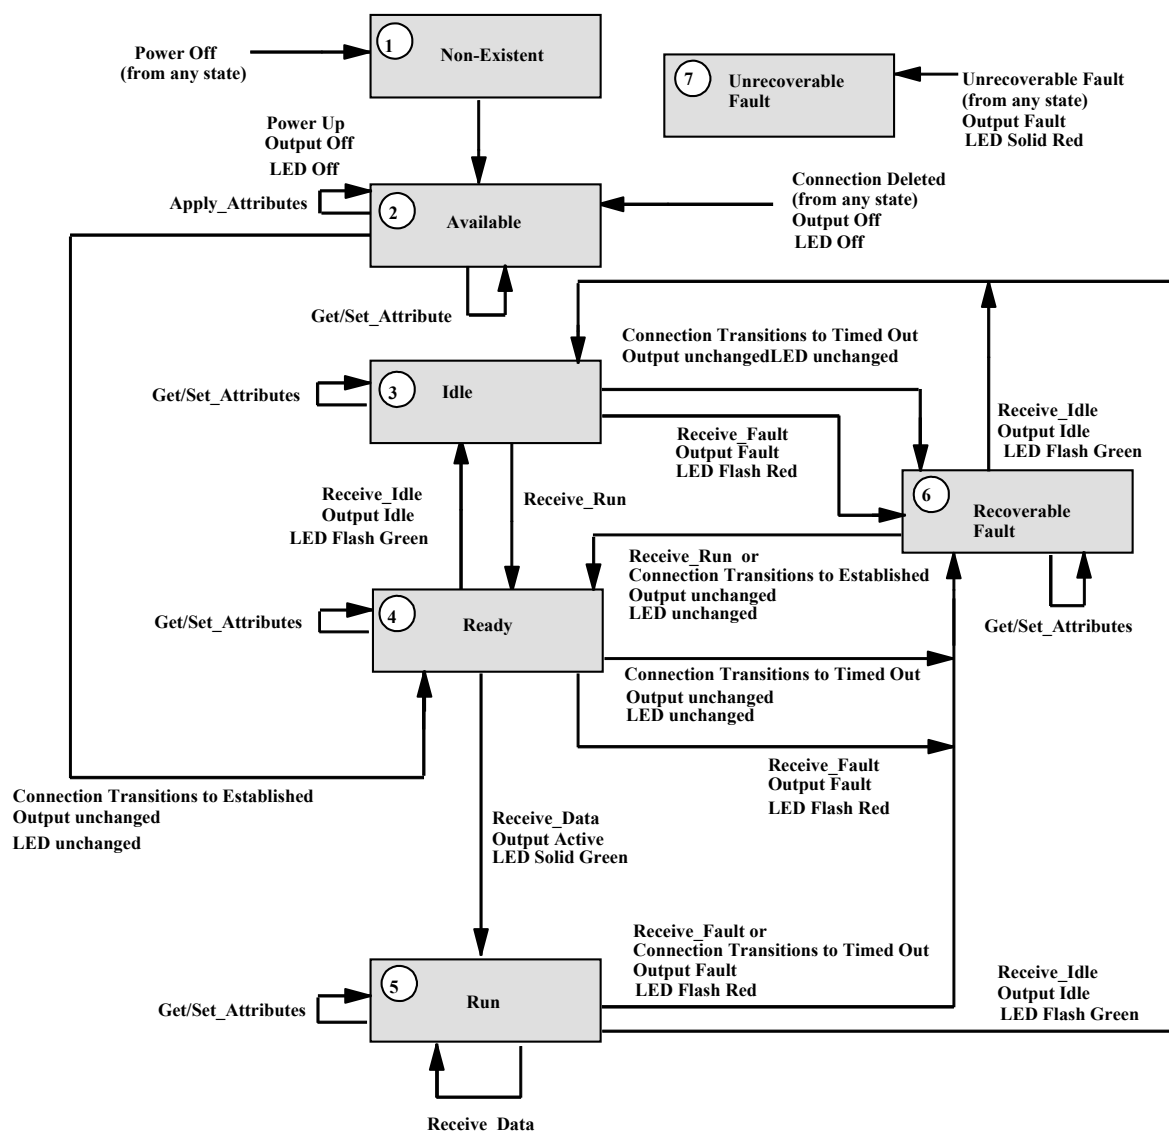 1
Non-Existent
Power Off
(from any state)
7
Unrecoverable
Fault
Unrecoverable Fault
(from any state)
Output Fault
LED Solid Red
Power Up
Output Off
LED Off
Apply_Attributes
2
Available
Connection Deleted
(from any state)
Output Off
LED Off
Get/Set_Attribute
Connection Transitions to Timed Out
Output unchangedLED unchanged
Get/Set_Attributes
3
Idle
Receive_Fault
Output Fault
LED Flash Red
Receive_Idle
Output Idle
LED Flash Green
6
Recoverable
Fault
Receive_Idle
Output Idle
LED Flash Green
Receive_Run
Receive_Run or
Connection Transitions to Established
Output unchanged
LED unchanged
Get/Set_Attributes
4
Ready
Get/Set_Attributes
Connection Transitions to Timed Out
Output unchanged
LED unchanged
Receive_Fault
Output Fault
LED Flash Red
Connection Transitions to Established
Output unchanged
LED unchanged
Receive_Data
Output Active
LED Solid Green
Receive_Fault or
Connection Transitions to Timed Out
Output Fault
LED Flash Red
Receive_Idle
Output Idle
LED Flash Green
Get/Set_Attributes
5
Run
Receive_Data